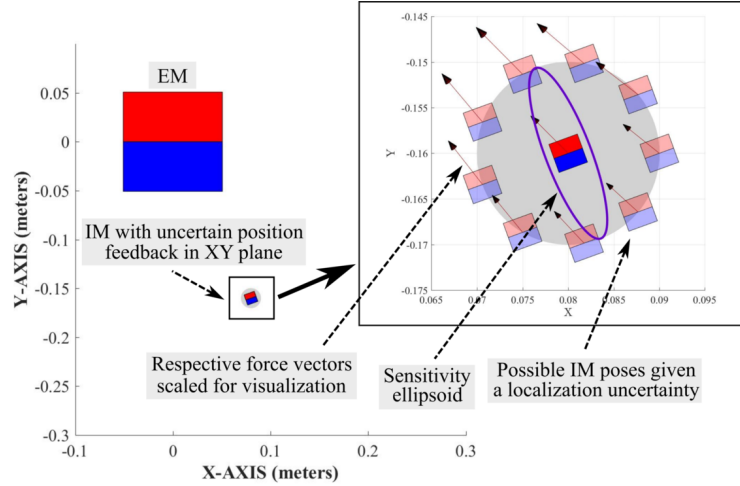 EM
0.05
0
-0.05
-0.1
-0.15
-0.2
-0.25
-0.3
Y-AXIS (meters)
-0.1
0
0.1
0.2
0.3
X-AXIS (meters)
IM with uncertain position
feedback in XY plane
-0.145
-0.15
-0.155
-0.16
-0.165
-0.17
-0.175
Y
0.065
0.07
0.075
0.08
0.085
0.09
0.095
X
Respective force vectors
scaled for visualization
Sensitivity
ellipsoid
Possible IM poses given
a localization uncertainty